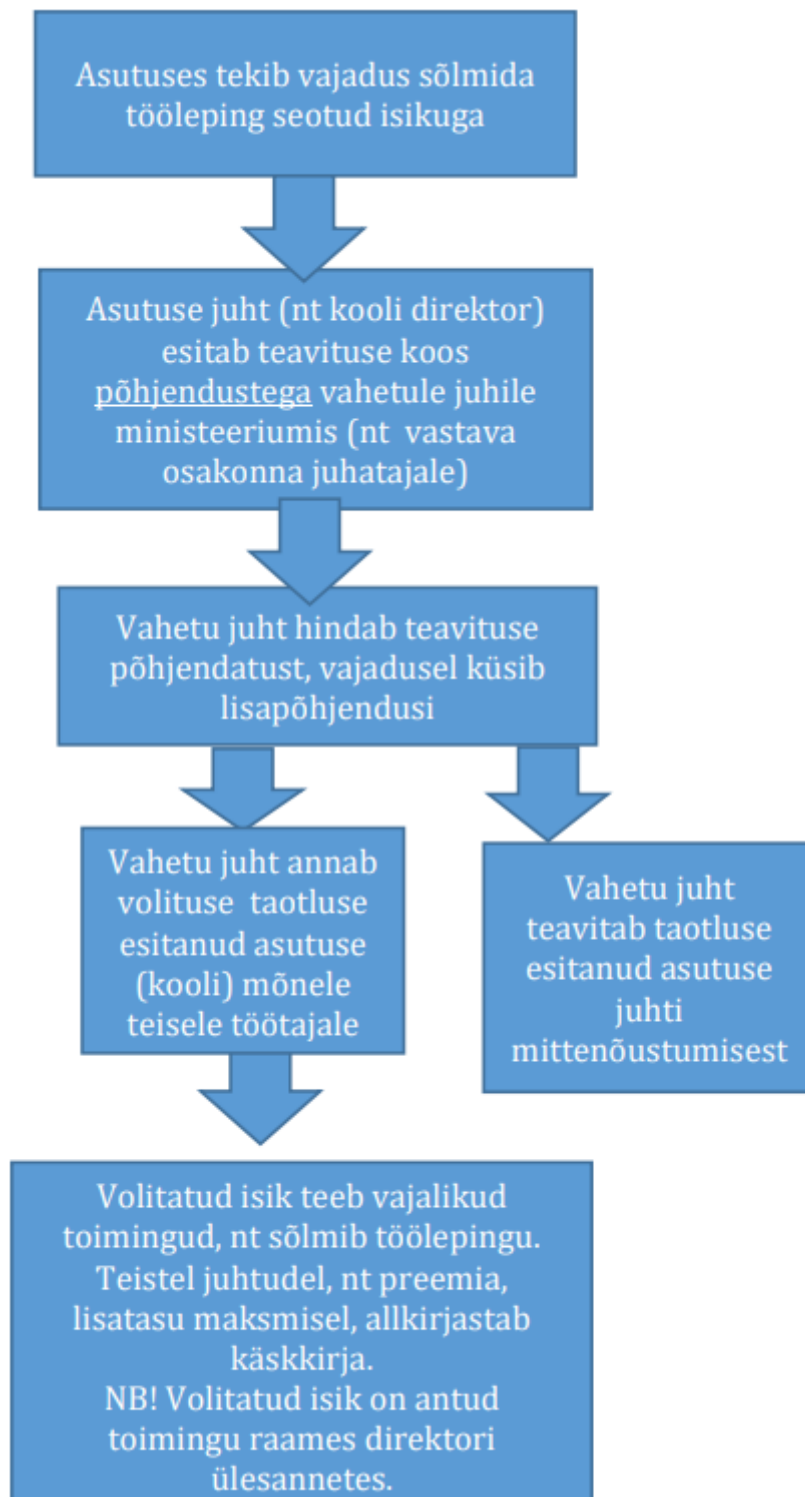 Asutuses tekib vajadus sõlmida
tööleping seotud isikuga
Asutuse juht (nt kooli direktor)
esitab teavituse koos
põhjendustega vahetule juhile
ministeeriumis (nt vastava
osakonna juhatajale)
Vahetu juht hindab teavituse
põhjendatust, vajadusel küsib
lisapõhjendusi
Vahetu juht annab
volituse taotluse
esitanud asutuse
(kooli) mõnele
teisele töötajale
Vahetu juht
teavitab taotluse
esitanud asutuse
juhti
mittenõustumisest
Volitatud isik teeb vajalikud
toimingud, nt sõlmib töölepingu.
Teistel juhtudel, nt preemia,
lisatasu maksmisel, allkirjastab
käskkirja.
NB! Volitatud isik on antud
toimingu raames direktori
ülesannetes.